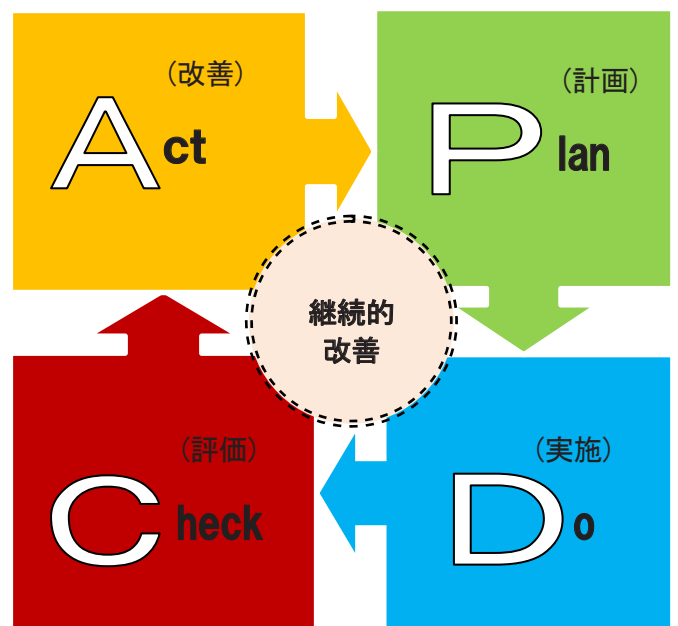 （改善）
Act
（計画）
Plan
継続的
改善
（評価）
Check
（実施）
Do